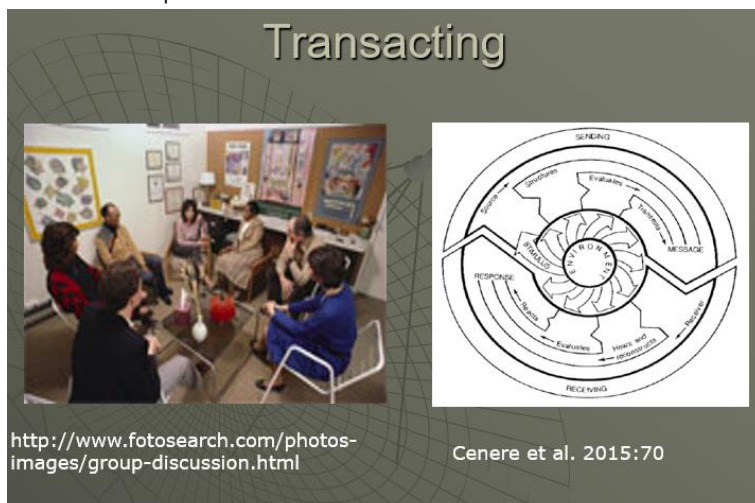 Transacting
SENDING
Source
Structures
Evaluates
Transmits
MESSAGE
STIMULUS
ENVIRONMENT
RESPONSE
Reacts
Evaluates
Hears and
reconstructs
Receiver
RECEIVING
http://www.fotosearch.com/photos-
images/group-discussion.html
Cenere et al. 2015:70